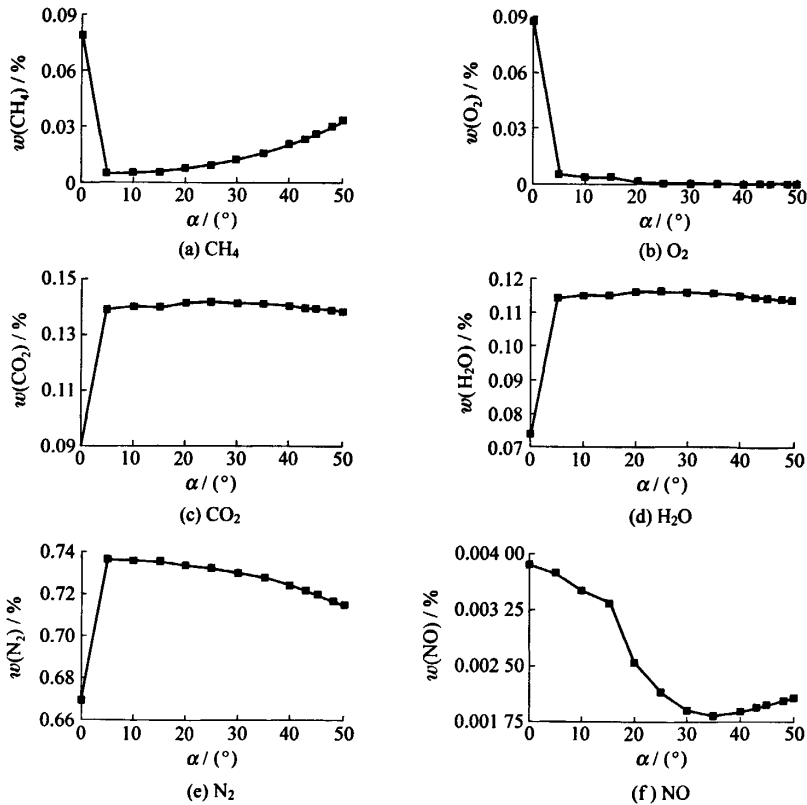 0.09
0.06
0.03
0
w(CH₄) / %
0 10 20 30 40 50
α / (°)
(a) CH₄
0.09
0.06
0.03
0
w(O₂) / %
0 10 20 30 40 50
α / (°)
(b) O₂
0.15
0.13
0.11
0.09
w(CO₂) / %
0 10 20 30 40 50
α / (°)
(c) CO₂
0.12
0.11
0.10
0.09
0.08
0.07
w(H₂O) / %
0 10 20 30 40 50
α / (°)
(d) H₂O
0.74
0.72
0.70
0.68
0.66
w(N₂) / %
0 10 20 30 40 50
α / (°)
(e) N₂
0.004 00
0.003 25
0.002 50
0.001 75
w(NO) / %
0 10 20 30 40 50
α / (°)
(f) NO